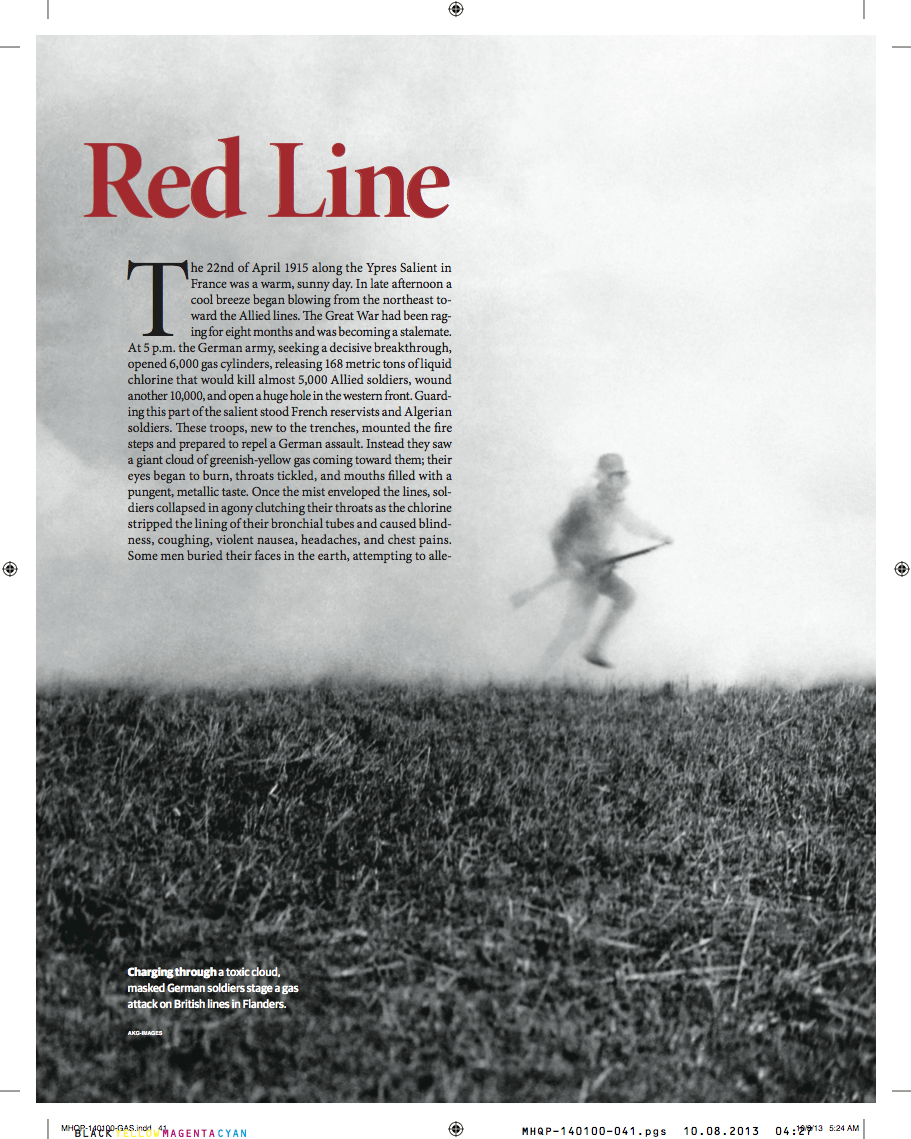 Red Line
The 22nd of April 1915 along the Ypres Salient in
France was a warm, sunny day. In late afternoon a
cool breeze began blowing from the northeast to-
ward the Allied lines. The Great War had been rag-
ing for eight months and was becoming a stalemate.
At 5 p.m. the German army, seeking a decisive breakthrough,
opened 6,000 gas cylinders, releasing 168 metric tons of liquid
chlorine that would kill almost 5,000 Allied soldiers, wound
another 10,000, and open a huge hole in the western front. Guard-
ing this part of the salient stood French reservists and Algerian
soldiers. These troops, new to the trenches, mounted the fire
steps and prepared to repel a German assault. Instead they saw
a giant cloud of greenish-yellow gas coming toward them; their
eyes began to burn, throats tickled, and mouths filled with a
pungent, metallic taste. Once the mist enveloped the lines, sol-
diers collapsed in agony clutching their throats as the chlorine
stripped the lining of their bronchial tubes and caused blind-
ness, coughing, violent nausea, headaches, and chest pains.
Some men buried their faces in the earth, attempting to alle-
Charging through a toxic cloud,
masked German soldiers stage a gas
attack on British lines in Flanders.
AKG-IMAGES
MHQP-140100-GAS.indd 41
BLACK YELLOW MAGENTA CYAN
MHQP-140100-041.pgs 10.08.2013 04:27
5:24 AM